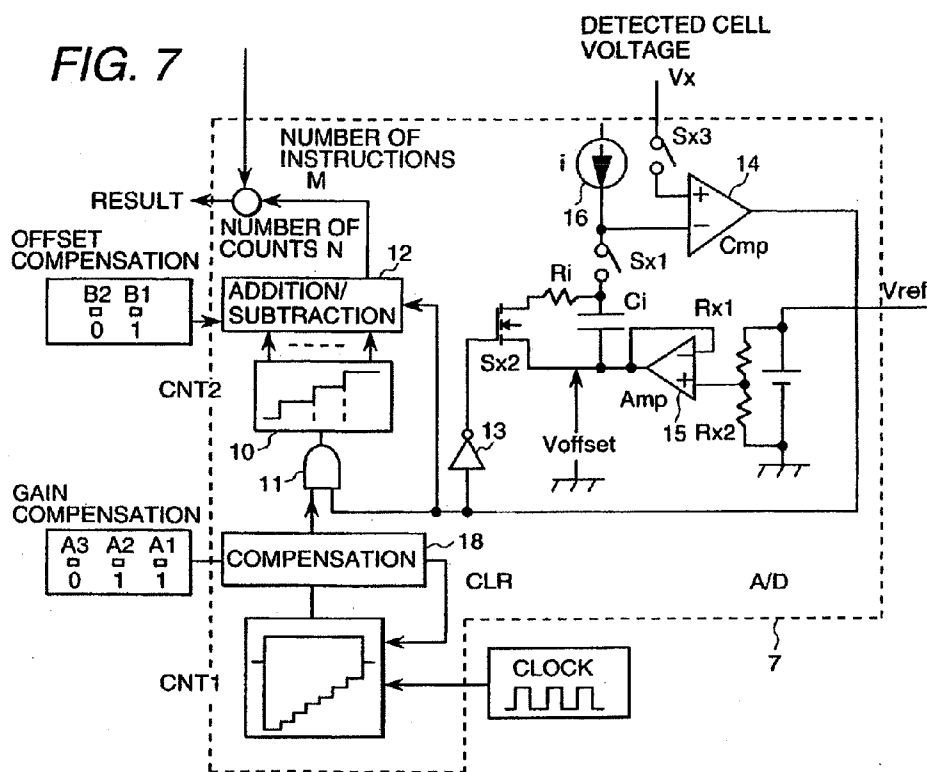 FIG. 7
DETECTED CELL
VOLTAGE
Vx
NUMBER OF
INSTRUCTIONS
M
i
16
Sx3
14
+
−
Cmp
RESULT
NUMBER OF
COUNTS N
OFFSET
COMPENSATION
B2 B1
0 1
12
ADDITION/
SUBTRACTION
Sx1
Ri
Ci
Rx1
Vref
Sx2
−
+
Amp
15
Rx2
CNT2
10
13
Voffset
11
GAIN
COMPENSATION
A3 A2 A1
0 1 1
COMPENSATION
18
CLR
A/D
7
CNT1
CLOCK